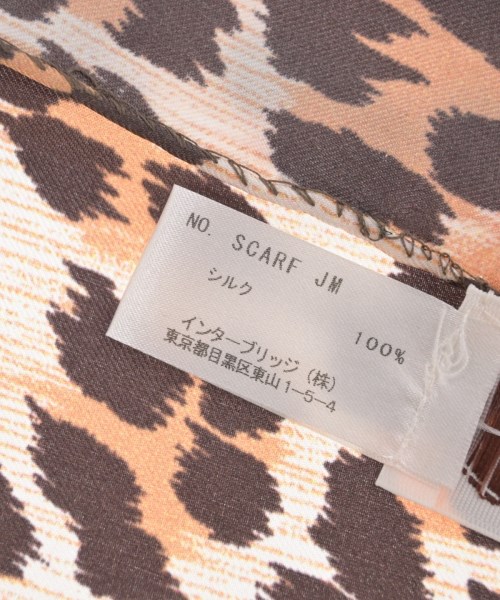 NO. SCARF JM
シルク 100%
インターブリッジ (株)
東京都目黒区東山1-5-4